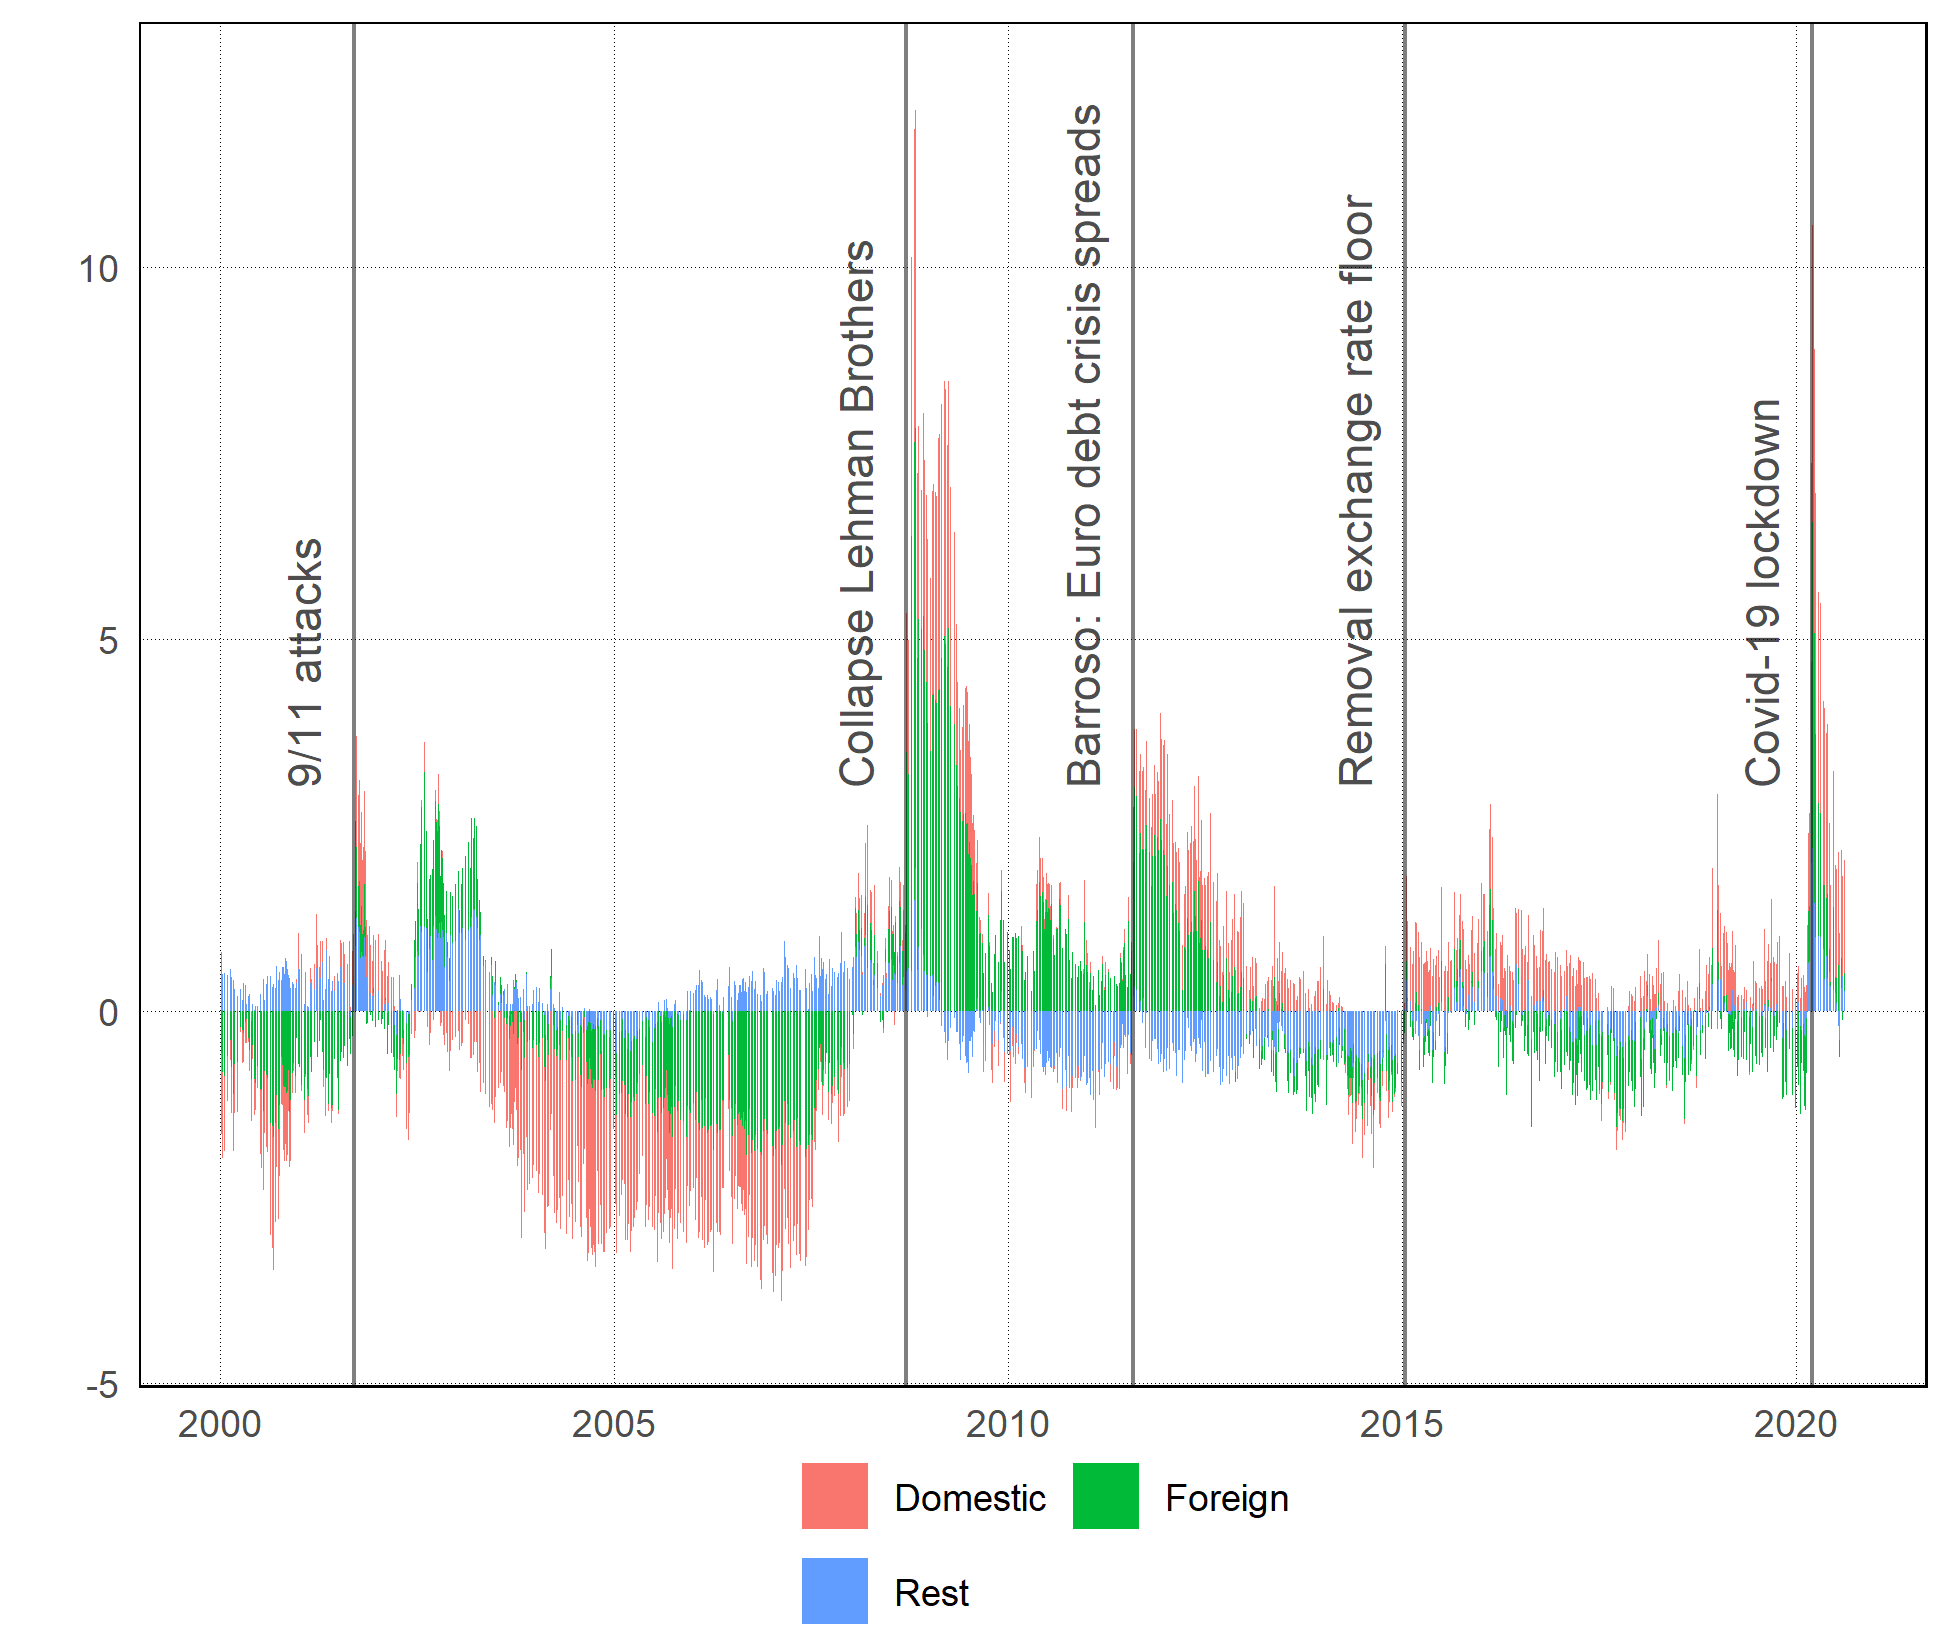 10
5
0
-5
9/11 attacks
Collapse Lehman Brothers
Barroso: Euro debt crisis spreads
Removal exchange rate floor
Covid-19 lockdown
2000
2005
2010
2015
2020
Domestic
Foreign
Rest